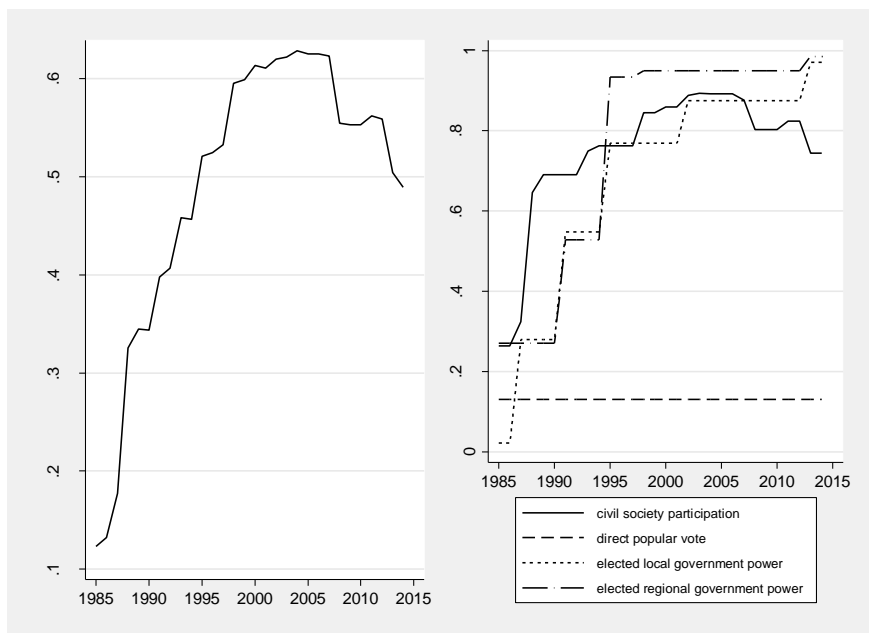 .6
.5
.4
.3
.2
.1
1985 1990 1995 2000 2005 2010 2015
1
.8
.6
.4
.2
0
1985 1990 1995 2000 2005 2010 2015
civil society participation
direct popular vote
elected local government power
elected regional government power